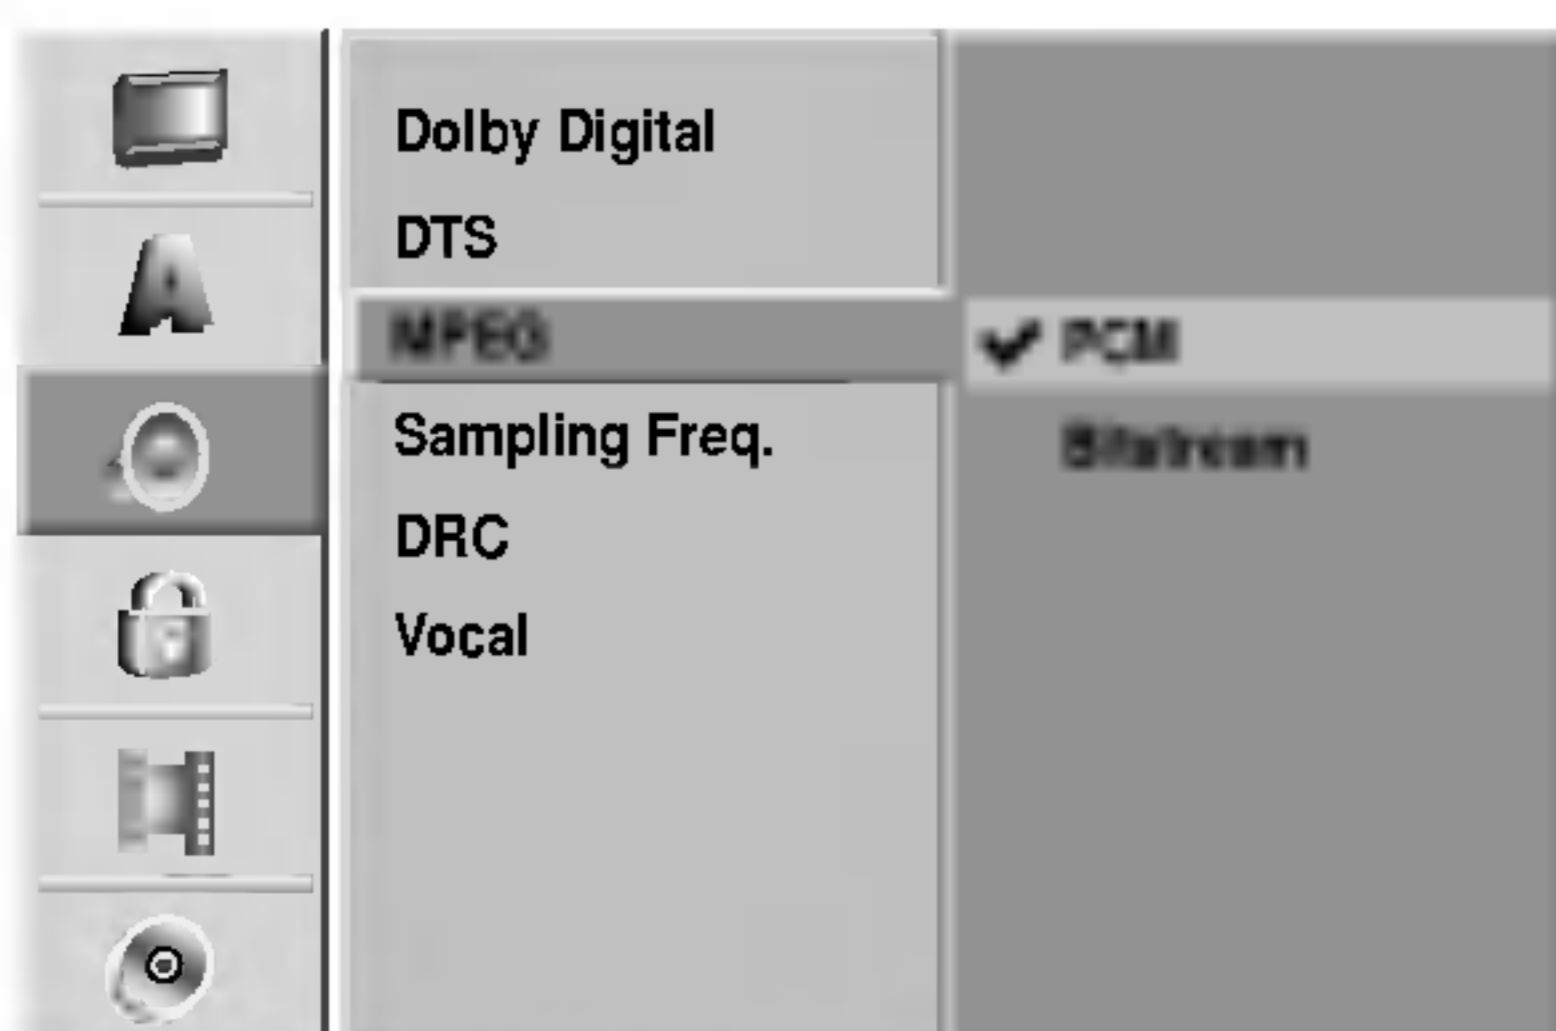 Dolby Digital
DTS
MPEG
PCM
Sampling Freq.
Bitstream
DRC
Vocal